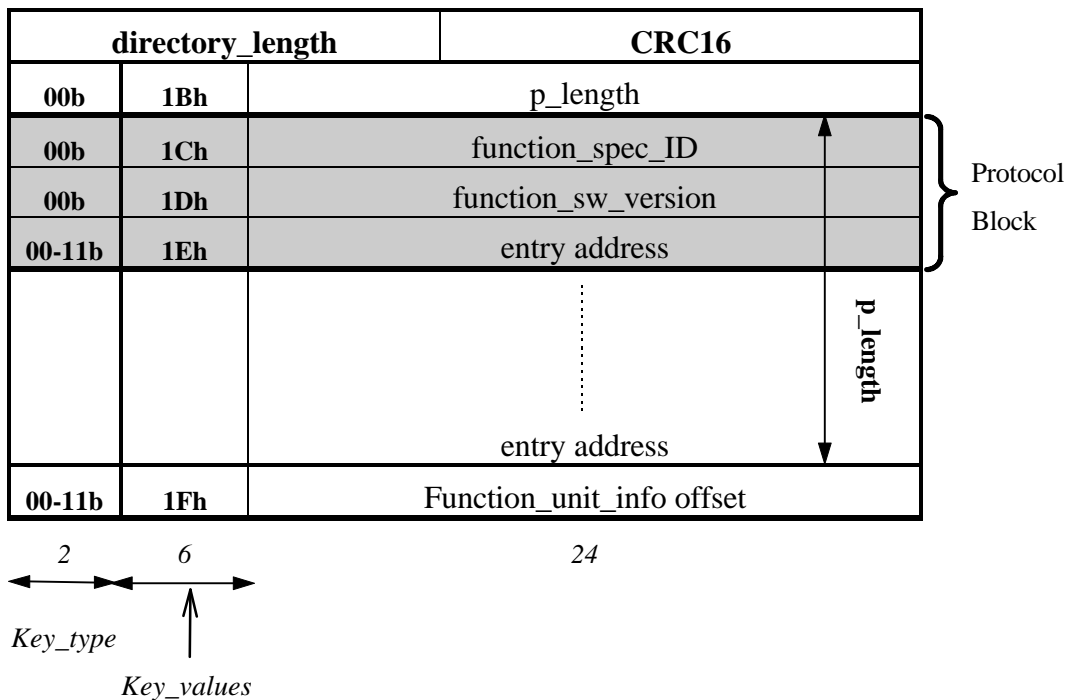 directory_length CRC16
00b 1Bh p_length
00b 1Ch function_spec_ID
00b 1Dh function_sw_version
00-11b 1Eh entry address
Protocol
Block
p_length
entry address
00-11b 1Fh Function_unit_info offset
2 6 24
Key_type
Key_values